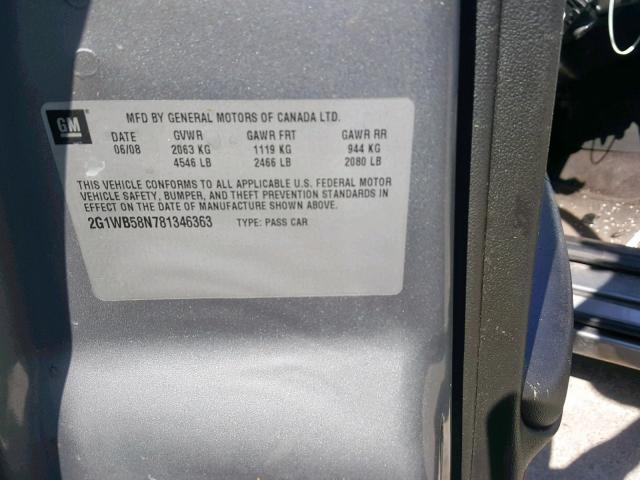 GM
MFD BY GENERAL MOTORS OF CANADA LTD.
DATE GVWR GAWR FRT GAWR RR
06/08 2063 KG 1119 KG 944 KG
4546 LB 2466 LB 2080 LB
THIS VEHICLE CONFORMS TO ALL APPLICABLE U.S. FEDERAL MOTOR
VEHICLE SAFETY, BUMPER, AND THEFT PREVENTION STANDARDS IN
EFFECT ON THE DATE OF MANUFACTURE SHOWN ABOVE.
2G1WB58N781346363 TYPE: PASS CAR